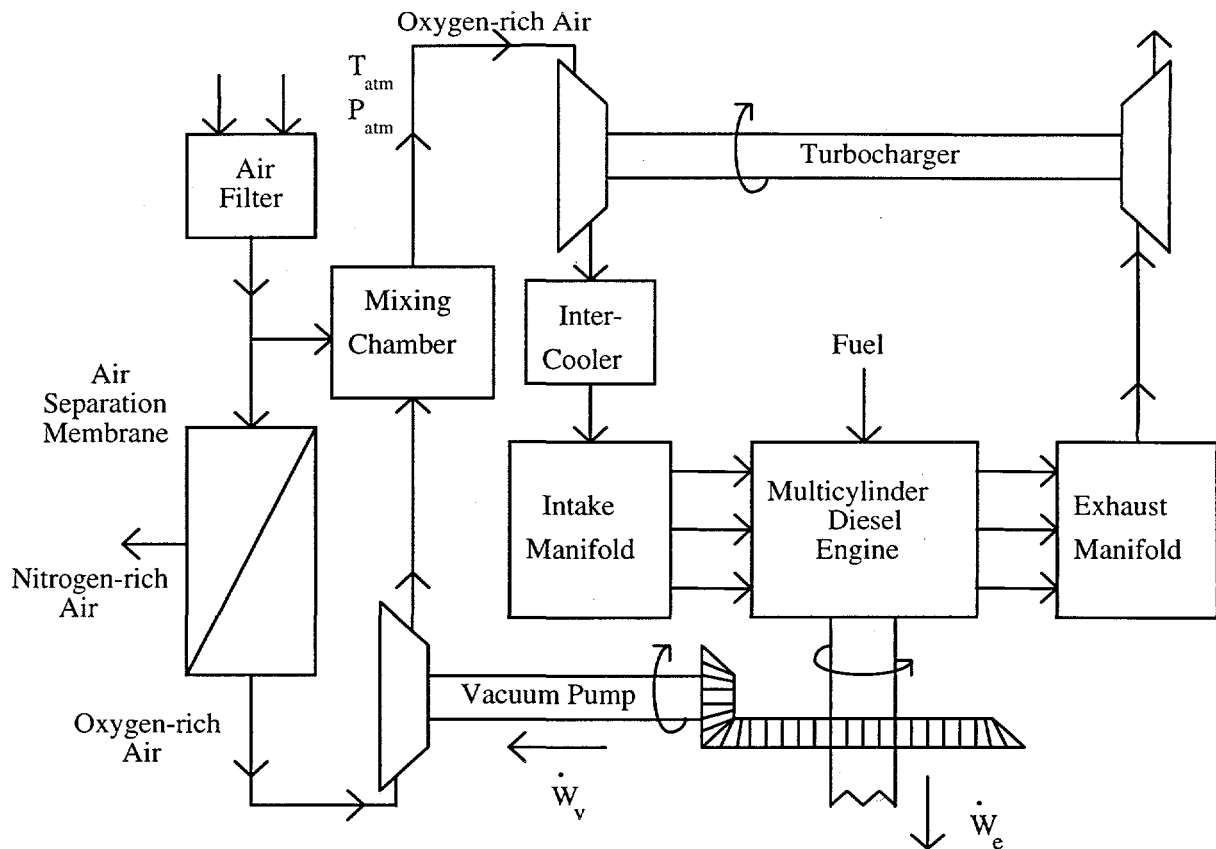 Oxygen-rich Air
T_atm
P_atm
Air
Filter
Turbocharger
Mixing
Chamber
Inter-
Cooler
Fuel
Air
Separation
Membrane
Intake
Manifold
Multicylinder
Diesel
Engine
Exhaust
Manifold
Nitrogen-rich
Air
Vacuum Pump
Oxygen-rich
Air
Ẇ_v
Ẇ_e